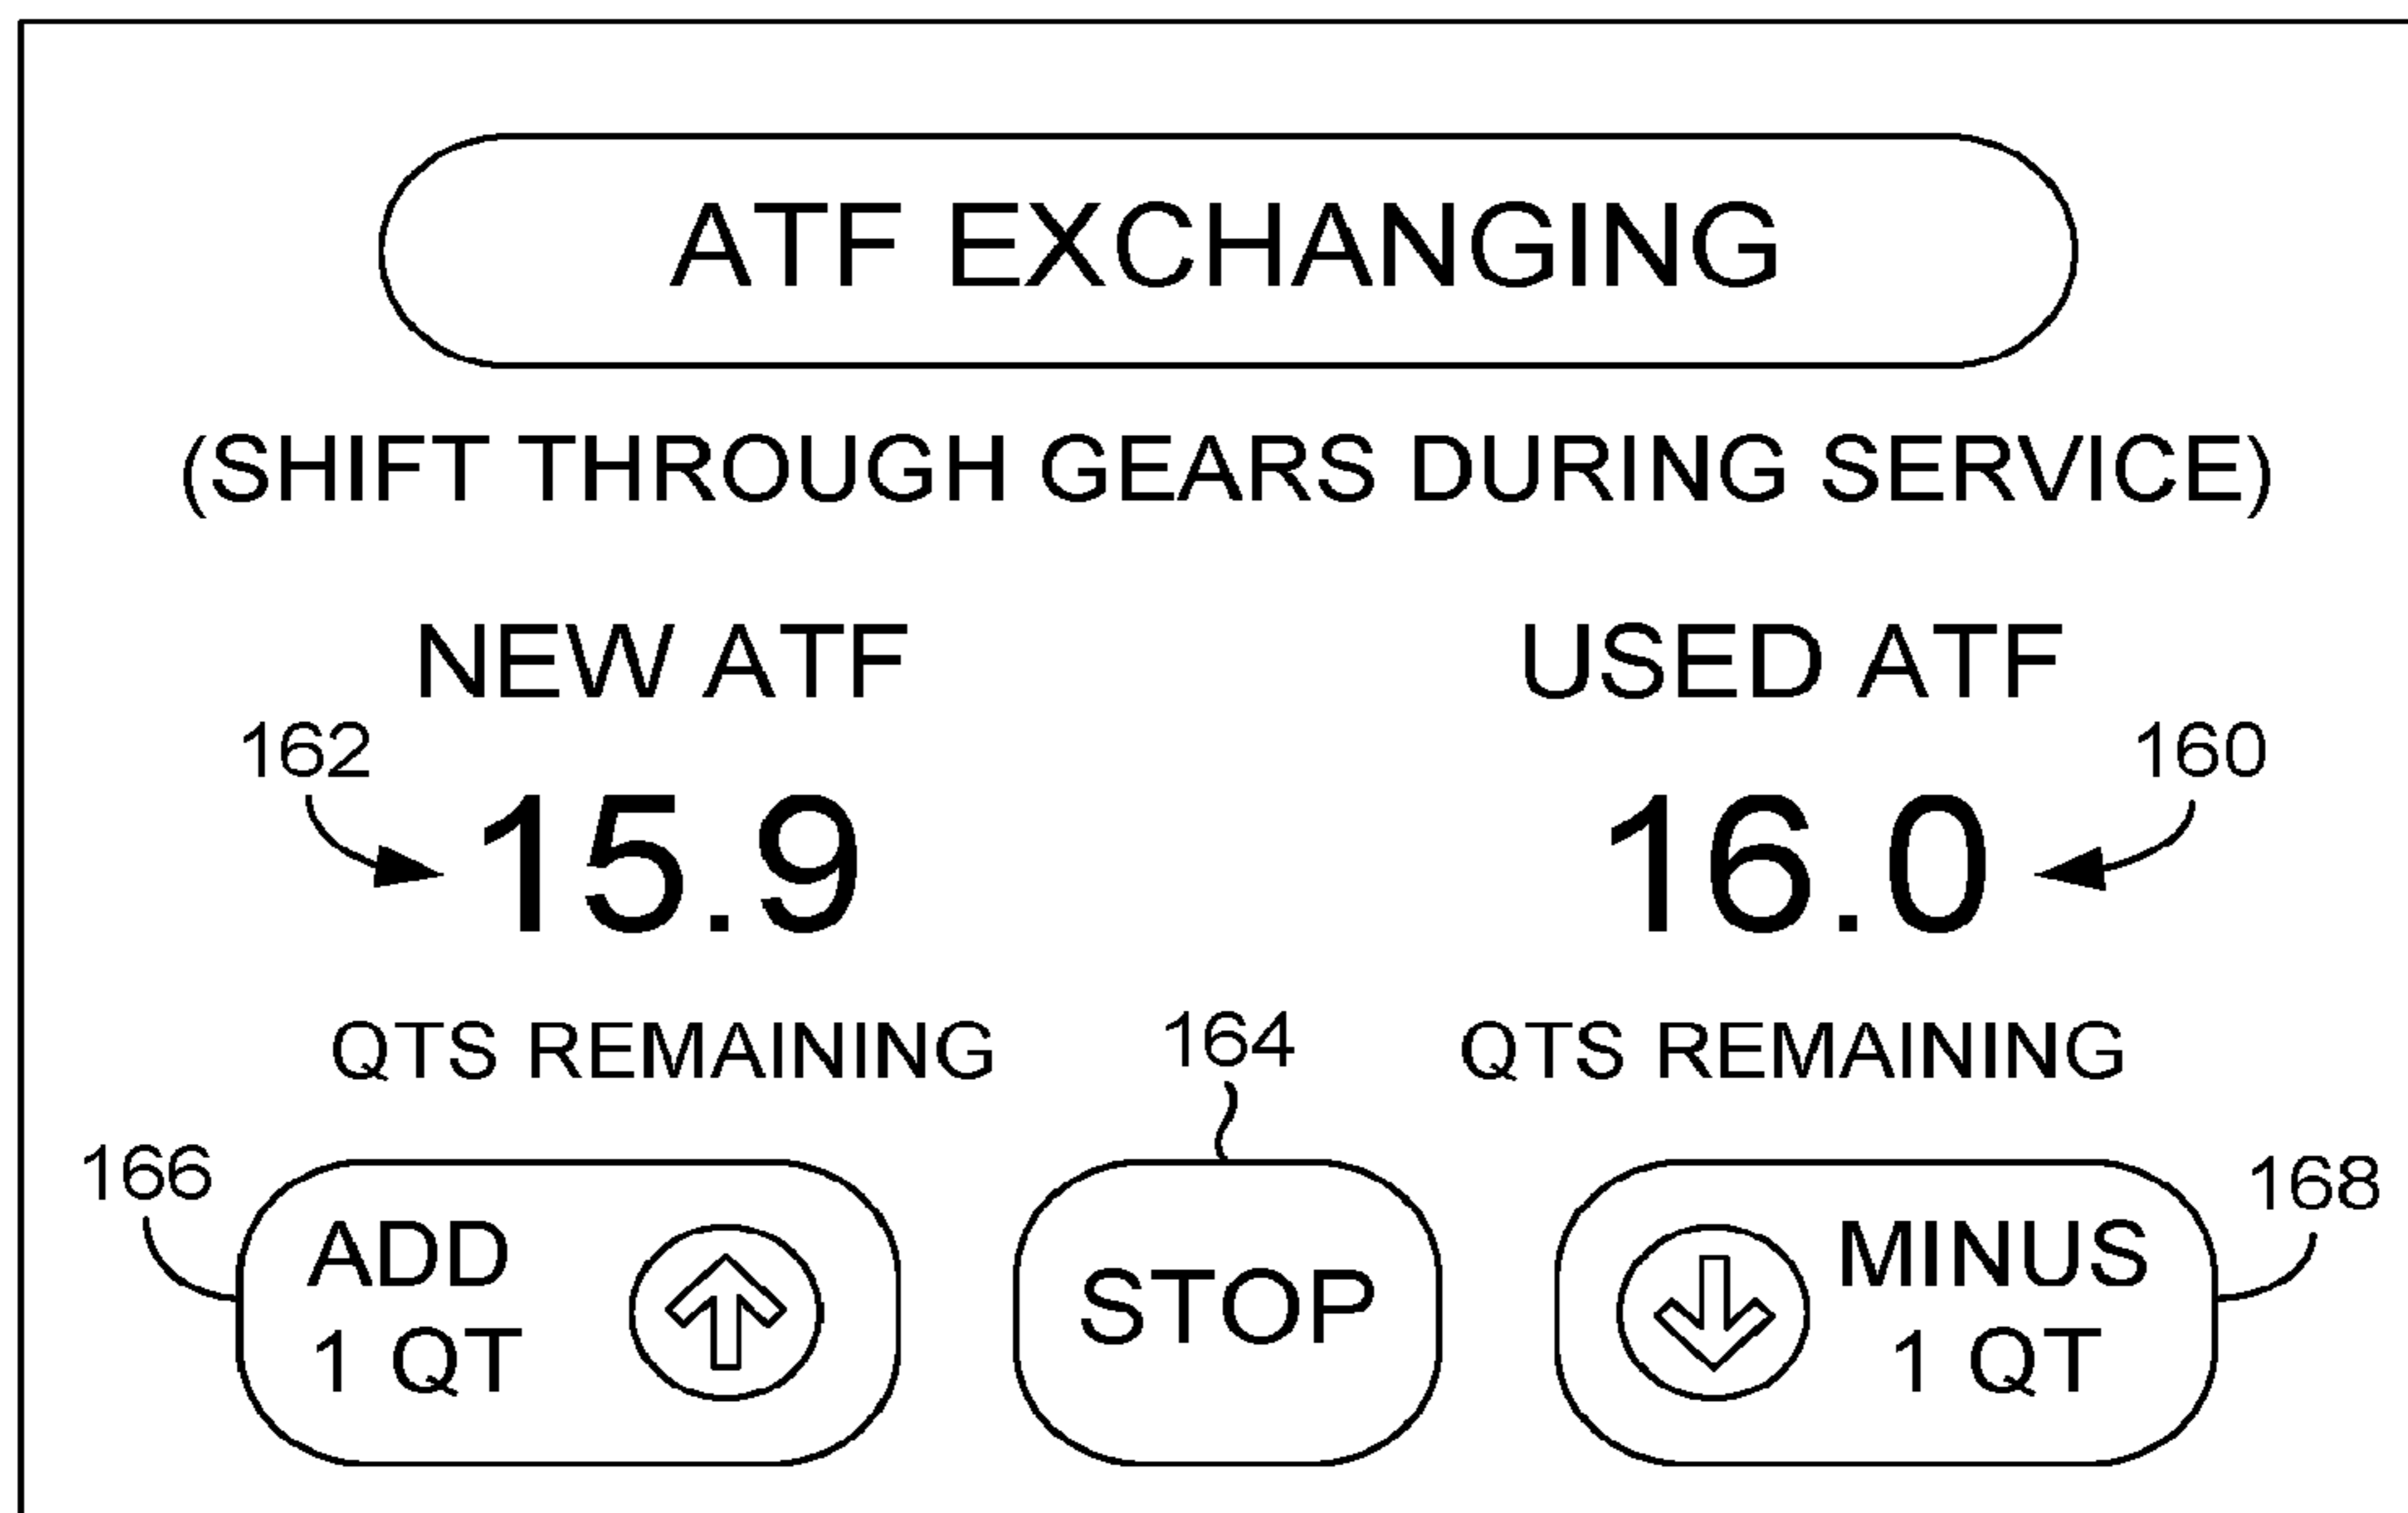 ATF EXCHANGING
(SHIFT THROUGH GEARS DURING SERVICE)
NEW ATF
USED ATF
162
160
15.9
16.0
QTS REMAINING
164
QTS REMAINING
166
168
ADD
1 QT
STOP
MINUS
1 QT